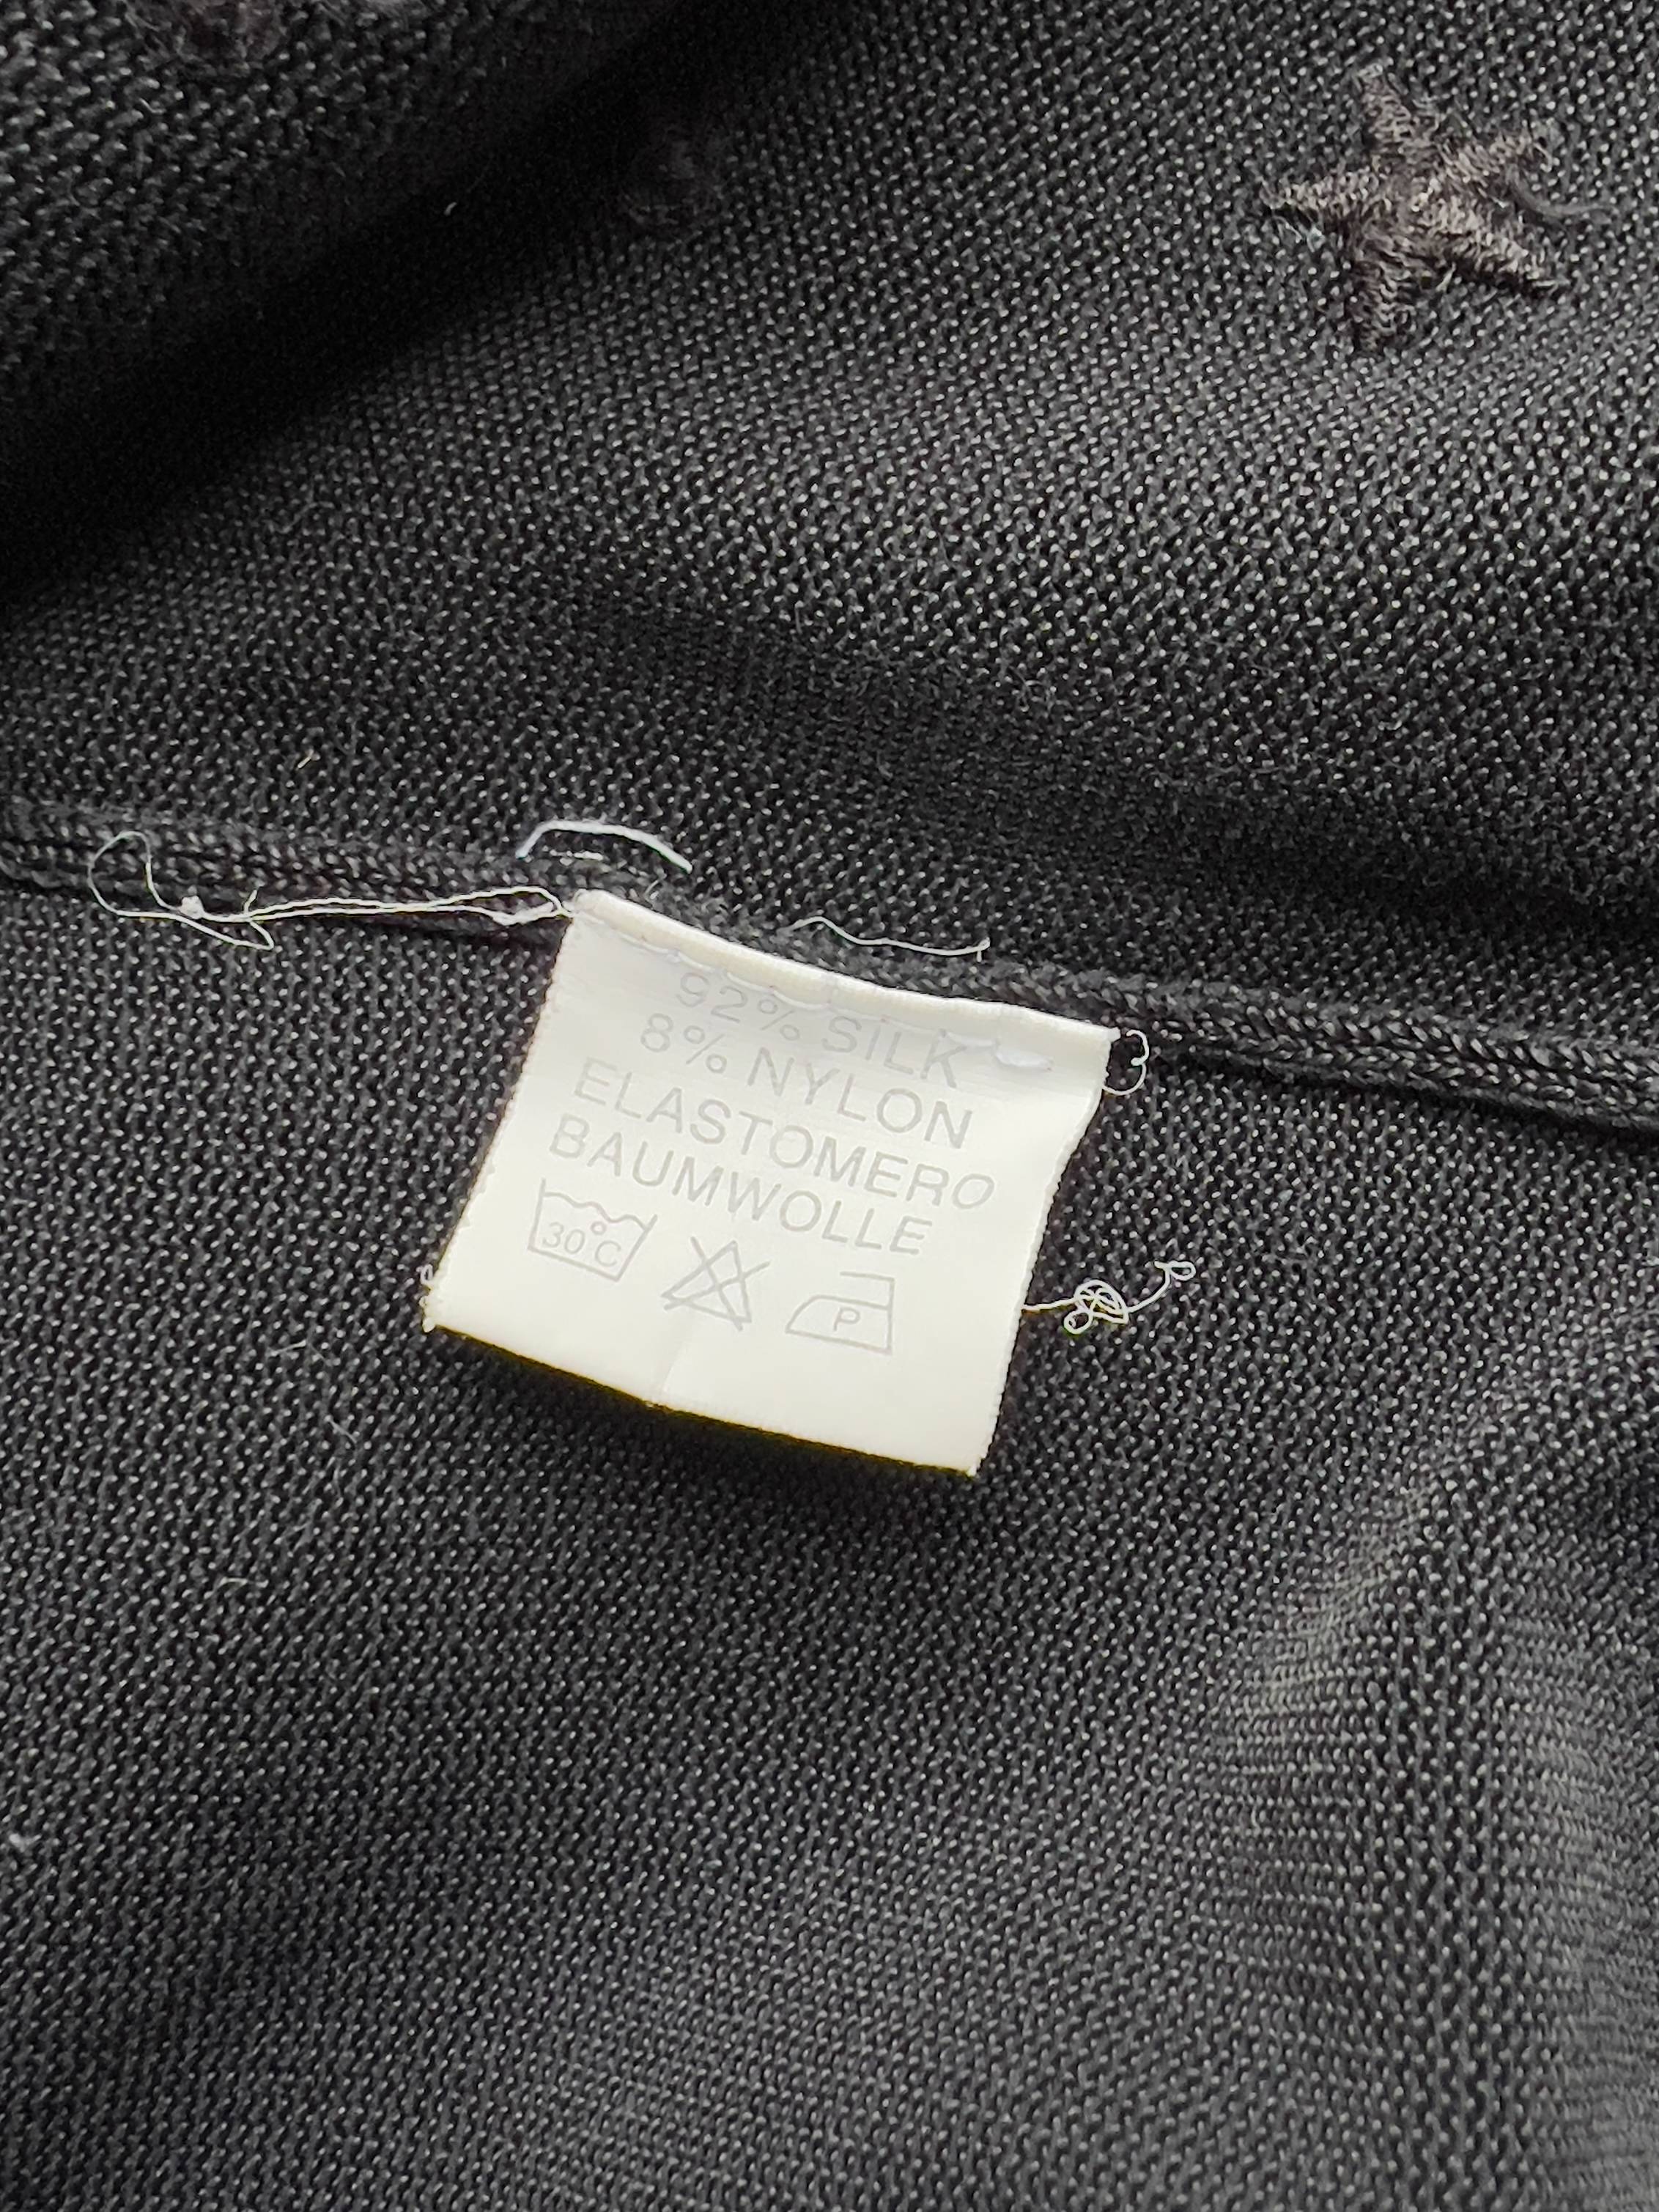 92% SILK
8% NYLON
ELASTOMERO
BAUMWOLLE
30°C
P